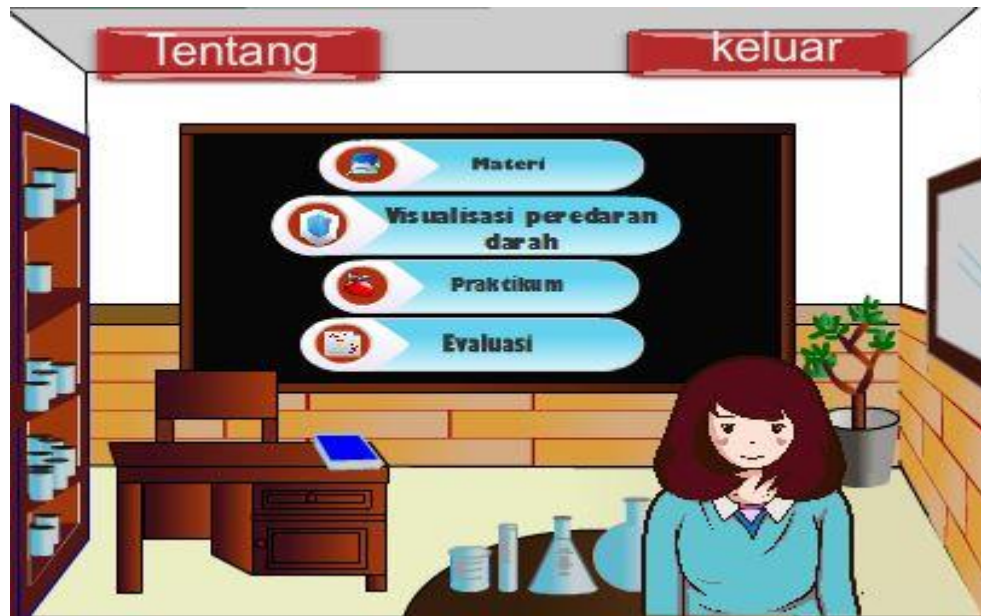 Tentang
keluar
Materi
Visualisasi peredaran
darah
Praktikum
Evaluasi